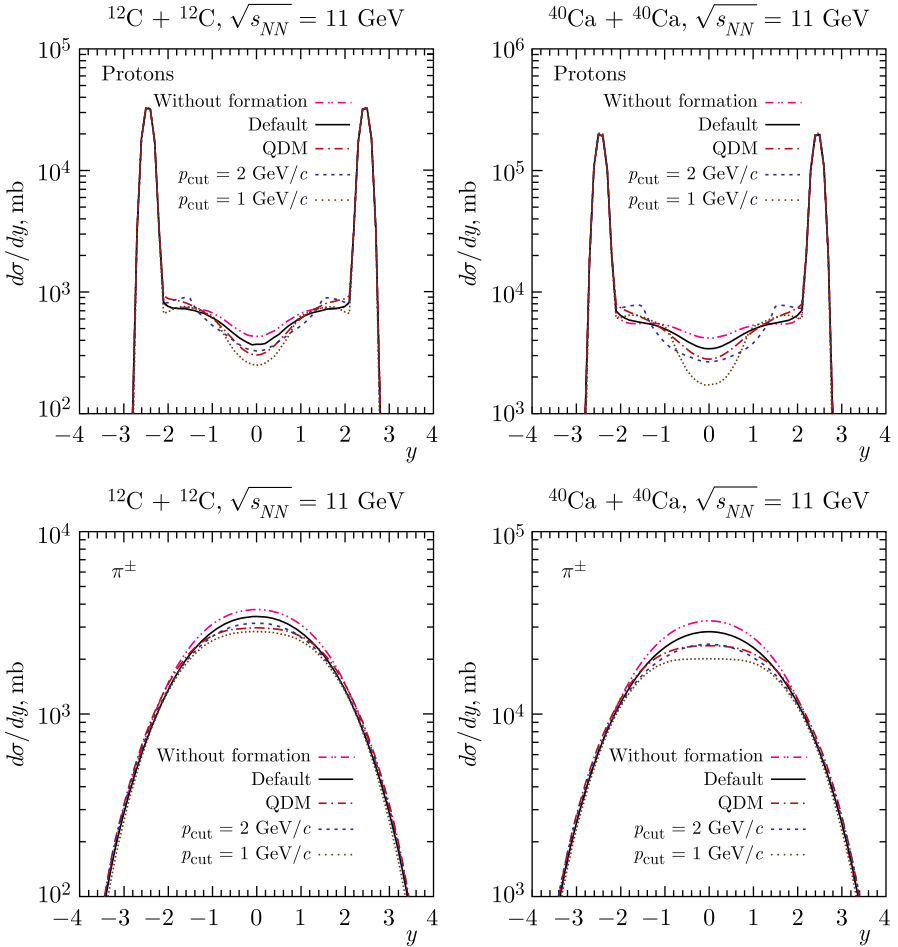 ¹²C + ¹²C, √s_NN = 11 GeV
10⁵
10⁴
10³
10²
dσ/dy, mb
Protons
Without formation
Default
QDM
p_cut = 2 GeV/c
p_cut = 1 GeV/c
−4 −3 −2 −1 0 1 2 3 4
y
⁴⁰Ca + ⁴⁰Ca, √s_NN = 11 GeV
10⁶
10⁵
10⁴
10³
dσ/dy, mb
Protons
Without formation
Default
QDM
p_cut = 2 GeV/c
p_cut = 1 GeV/c
−4 −3 −2 −1 0 1 2 3 4
y
¹²C + ¹²C, √s_NN = 11 GeV
10⁴
10³
10²
dσ/dy, mb
π±
Without formation
Default
QDM
p_cut = 2 GeV/c
p_cut = 1 GeV/c
−4 −3 −2 −1 0 1 2 3 4
y
⁴⁰Ca + ⁴⁰Ca, √s_NN = 11 GeV
10⁵
10⁴
10³
dσ/dy, mb
π±
Without formation
Default
QDM
p_cut = 2 GeV/c
p_cut = 1 GeV/c
−4 −3 −2 −1 0 1 2 3 4
y